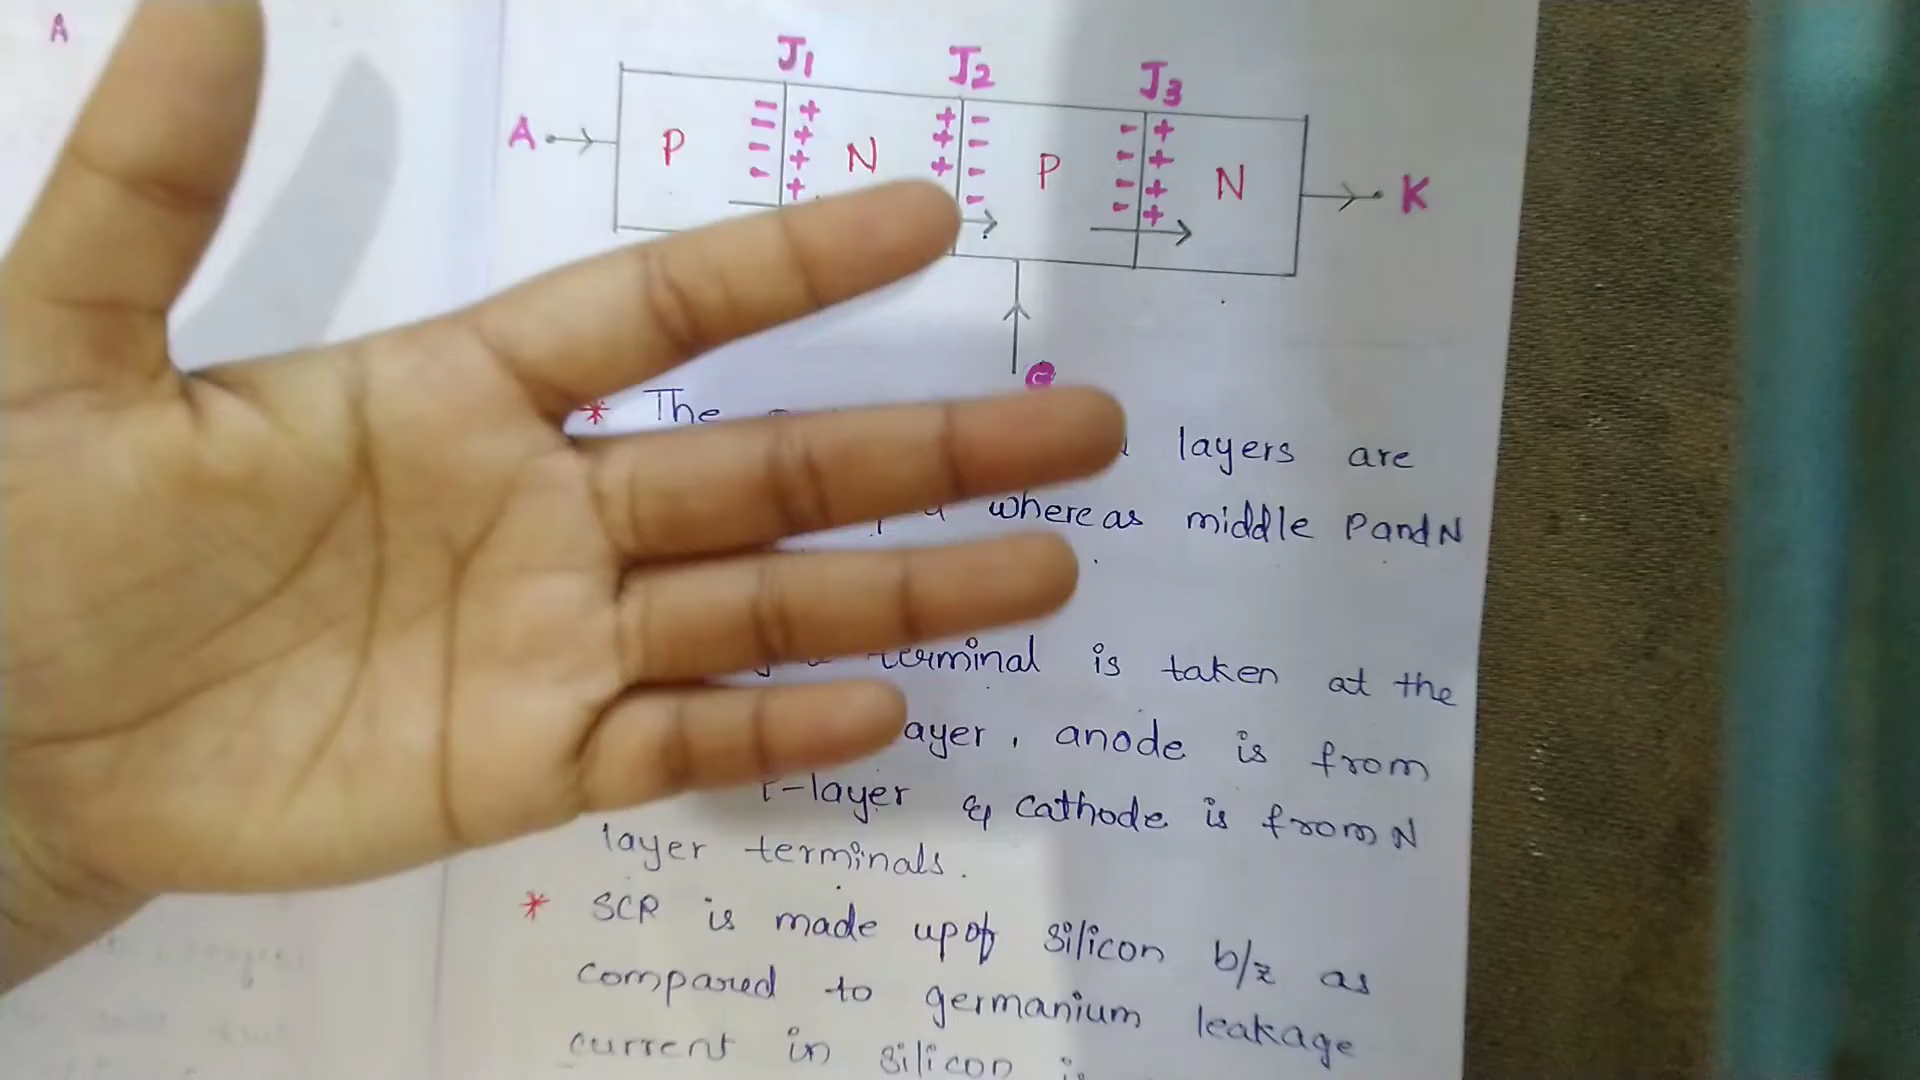 A
J1 J2 J3
A P N P N K
G
* The layers are
whereas middle P and N
terminal is taken at the
layer, anode is from
P-layer & cathode is from N
layer terminals.
* SCR is made up of silicon b/z as
compared to germanium leakage
current in silicon